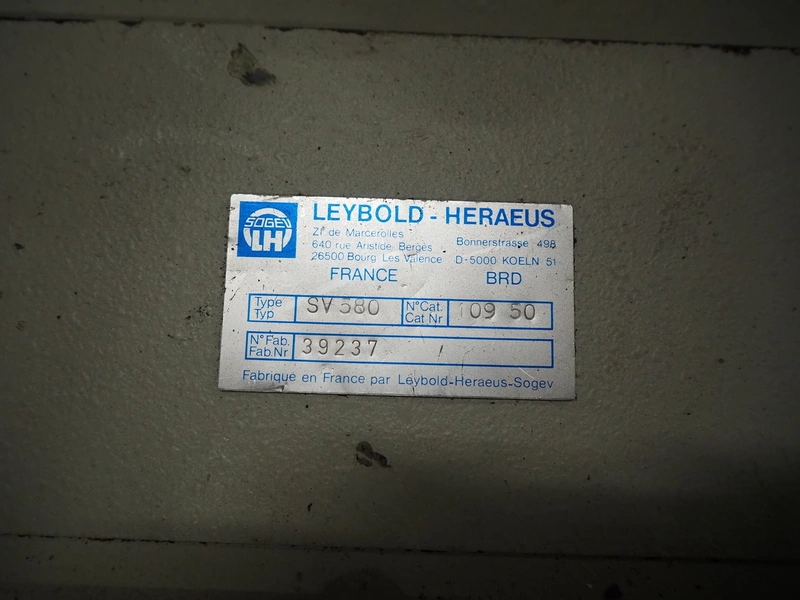 SOGEV
LH
LEYBOLD - HERAEUS
ZI de Marcerolles
640 rue Aristide Bergès
26500 Bourg Les Valence
FRANCE
Bonnerstrasse 498
D-5000 KOELN 51
BRD
Type
Typ
SV 580
N°Cat.
Cat Nr
109 50
N°Fab.
Fab.Nr
39237
Fabrique en France par Leybold-Heraeus-Sogev